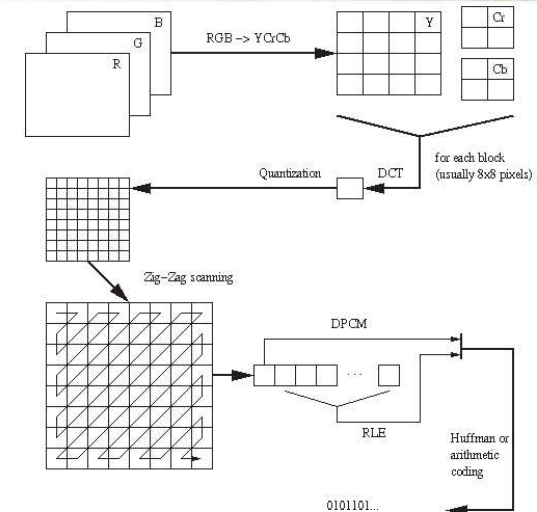 B
G
R
RGB -> YCrCb
Y
Cr
Cb
for each block
(usually 8x8 pixels)
DCT
Quantization
Zig-Zag scanning
DPCM
. . .
RLE
Huffman or
arithmetic
coding
0101101...